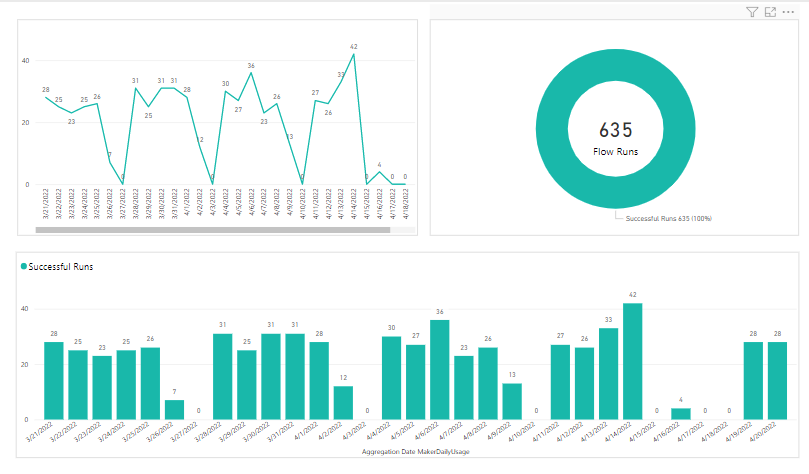 28 25 23 25 26 7 0 31 25 31 31 28 12 0 30 27 36 23 26 13 0 27 26 33 42 0 4 0 0
40
20
0
3/21/2022 3/22/2022 3/23/2022 3/24/2022 3/25/2022 3/26/2022 3/27/2022 3/28/2022 3/29/2022 3/30/2022 3/31/2022 4/1/2022 4/2/2022 4/3/2022 4/4/2022 4/5/2022 4/6/2022 4/7/2022 4/8/2022 4/9/2022 4/10/2022 4/11/2022 4/12/2022 4/13/2022 4/14/2022 4/15/2022 4/16/2022 4/17/2022 4/18/2022
635
Flow Runs
Successful Runs 635 (100%)
Successful Runs
28 25 23 25 26 7 0 31 25 31 31 28 12 0 30 27 36 23 26 13 0 27 26 33 42 0 4 0 0 28 28
40
20
0
3/21/2022 3/22/2022 3/23/2022 3/24/2022 3/25/2022 3/26/2022 3/27/2022 3/28/2022 3/29/2022 3/30/2022 3/31/2022 4/1/2022 4/2/2022 4/3/2022 4/4/2022 4/5/2022 4/6/2022 4/7/2022 4/8/2022 4/9/2022 4/10/2022 4/11/2022 4/12/2022 4/13/2022 4/14/2022 4/15/2022 4/16/2022 4/17/2022 4/18/2022 4/19/2022 4/20/2022
Aggregation Date MakerDailyUsage